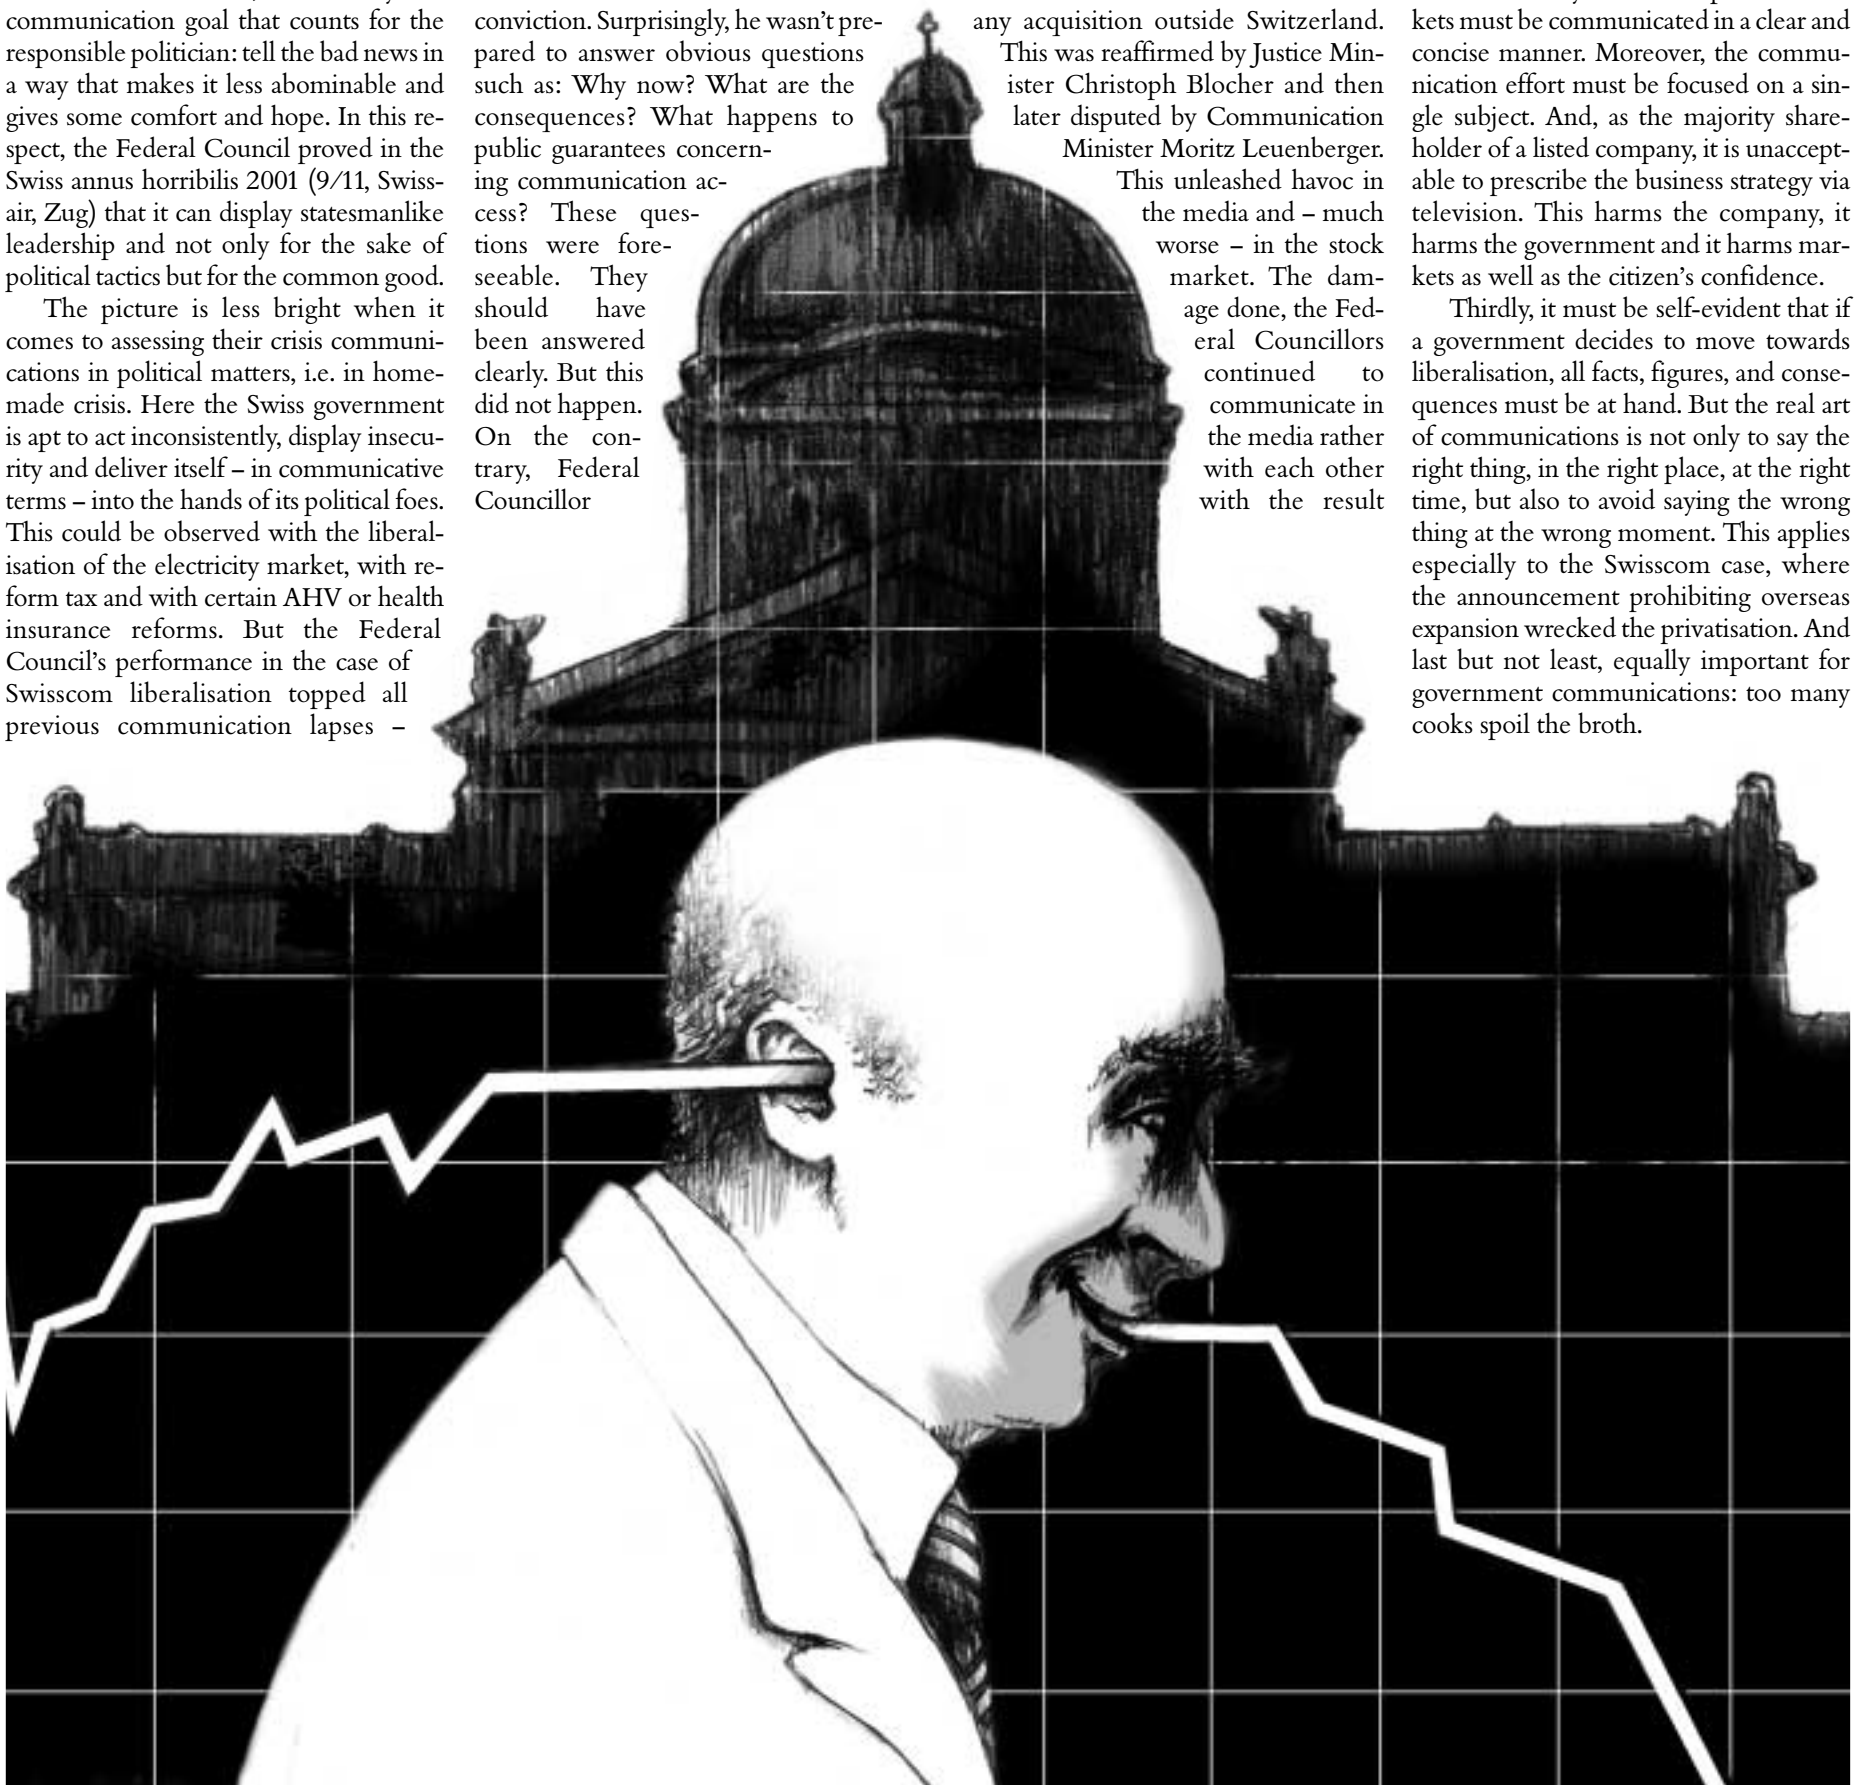 communication goal that counts for the
responsible politician: tell the bad news in
a way that makes it less abominable and
gives some comfort and hope. In this re-
spect, the Federal Council proved in the
Swiss annus horribilis 2001 (9/11, Swiss-
air, Zug) that it can display statesmanlike
leadership and not only for the sake of
political tactics but for the common good.
The picture is less bright when it
comes to assessing their crisis communi-
cations in political matters, i.e. in home-
made crisis. Here the Swiss government
is apt to act inconsistently, display insecu-
rity and deliver itself – in communicative
terms – into the hands of its political foes.
This could be observed with the liberal-
isation of the electricity market, with re-
form tax and with certain AHV or health
insurance reforms. But the Federal
Council’s performance in the case of
Swisscom liberalisation topped all
previous communication lapses –
conviction. Surprisingly, he wasn’t pre-
pared to answer obvious questions
such as: Why now? What are the
consequences? What happens to
public guarantees concern-
ing communication ac-
cess? These ques-
tions were fore-
seeable. They
should have
been answered
clearly. But this
did not happen.
On the con-
trary, Federal
Councillor
any acquisition outside Switzerland.
This was reaffirmed by Justice Min-
ister Christoph Blocher and then
later disputed by Communication
Minister Moritz Leuenberger.
This unleashed havoc in
the media and – much
worse – in the stock
market. The dam-
age done, the Fed-
eral Councillors
continued to
communicate in
the media rather
with each other
with the result
kets must be communicated in a clear and
concise manner. Moreover, the commu-
nication effort must be focused on a sin-
gle subject. And, as the majority share-
holder of a listed company, it is unaccept-
able to prescribe the business strategy via
television. This harms the company, it
harms the government and it harms mar-
kets as well as the citizen’s confidence.
Thirdly, it must be self-evident that if
a government decides to move towards
liberalisation, all facts, figures, and conse-
quences must be at hand. But the real art
of communications is not only to say the
right thing, in the right place, at the right
time, but also to avoid saying the wrong
thing at the wrong moment. This applies
especially to the Swisscom case, where
the announcement prohibiting overseas
expansion wrecked the privatisation. And
last but not least, equally important for
government communications: too many
cooks spoil the broth.